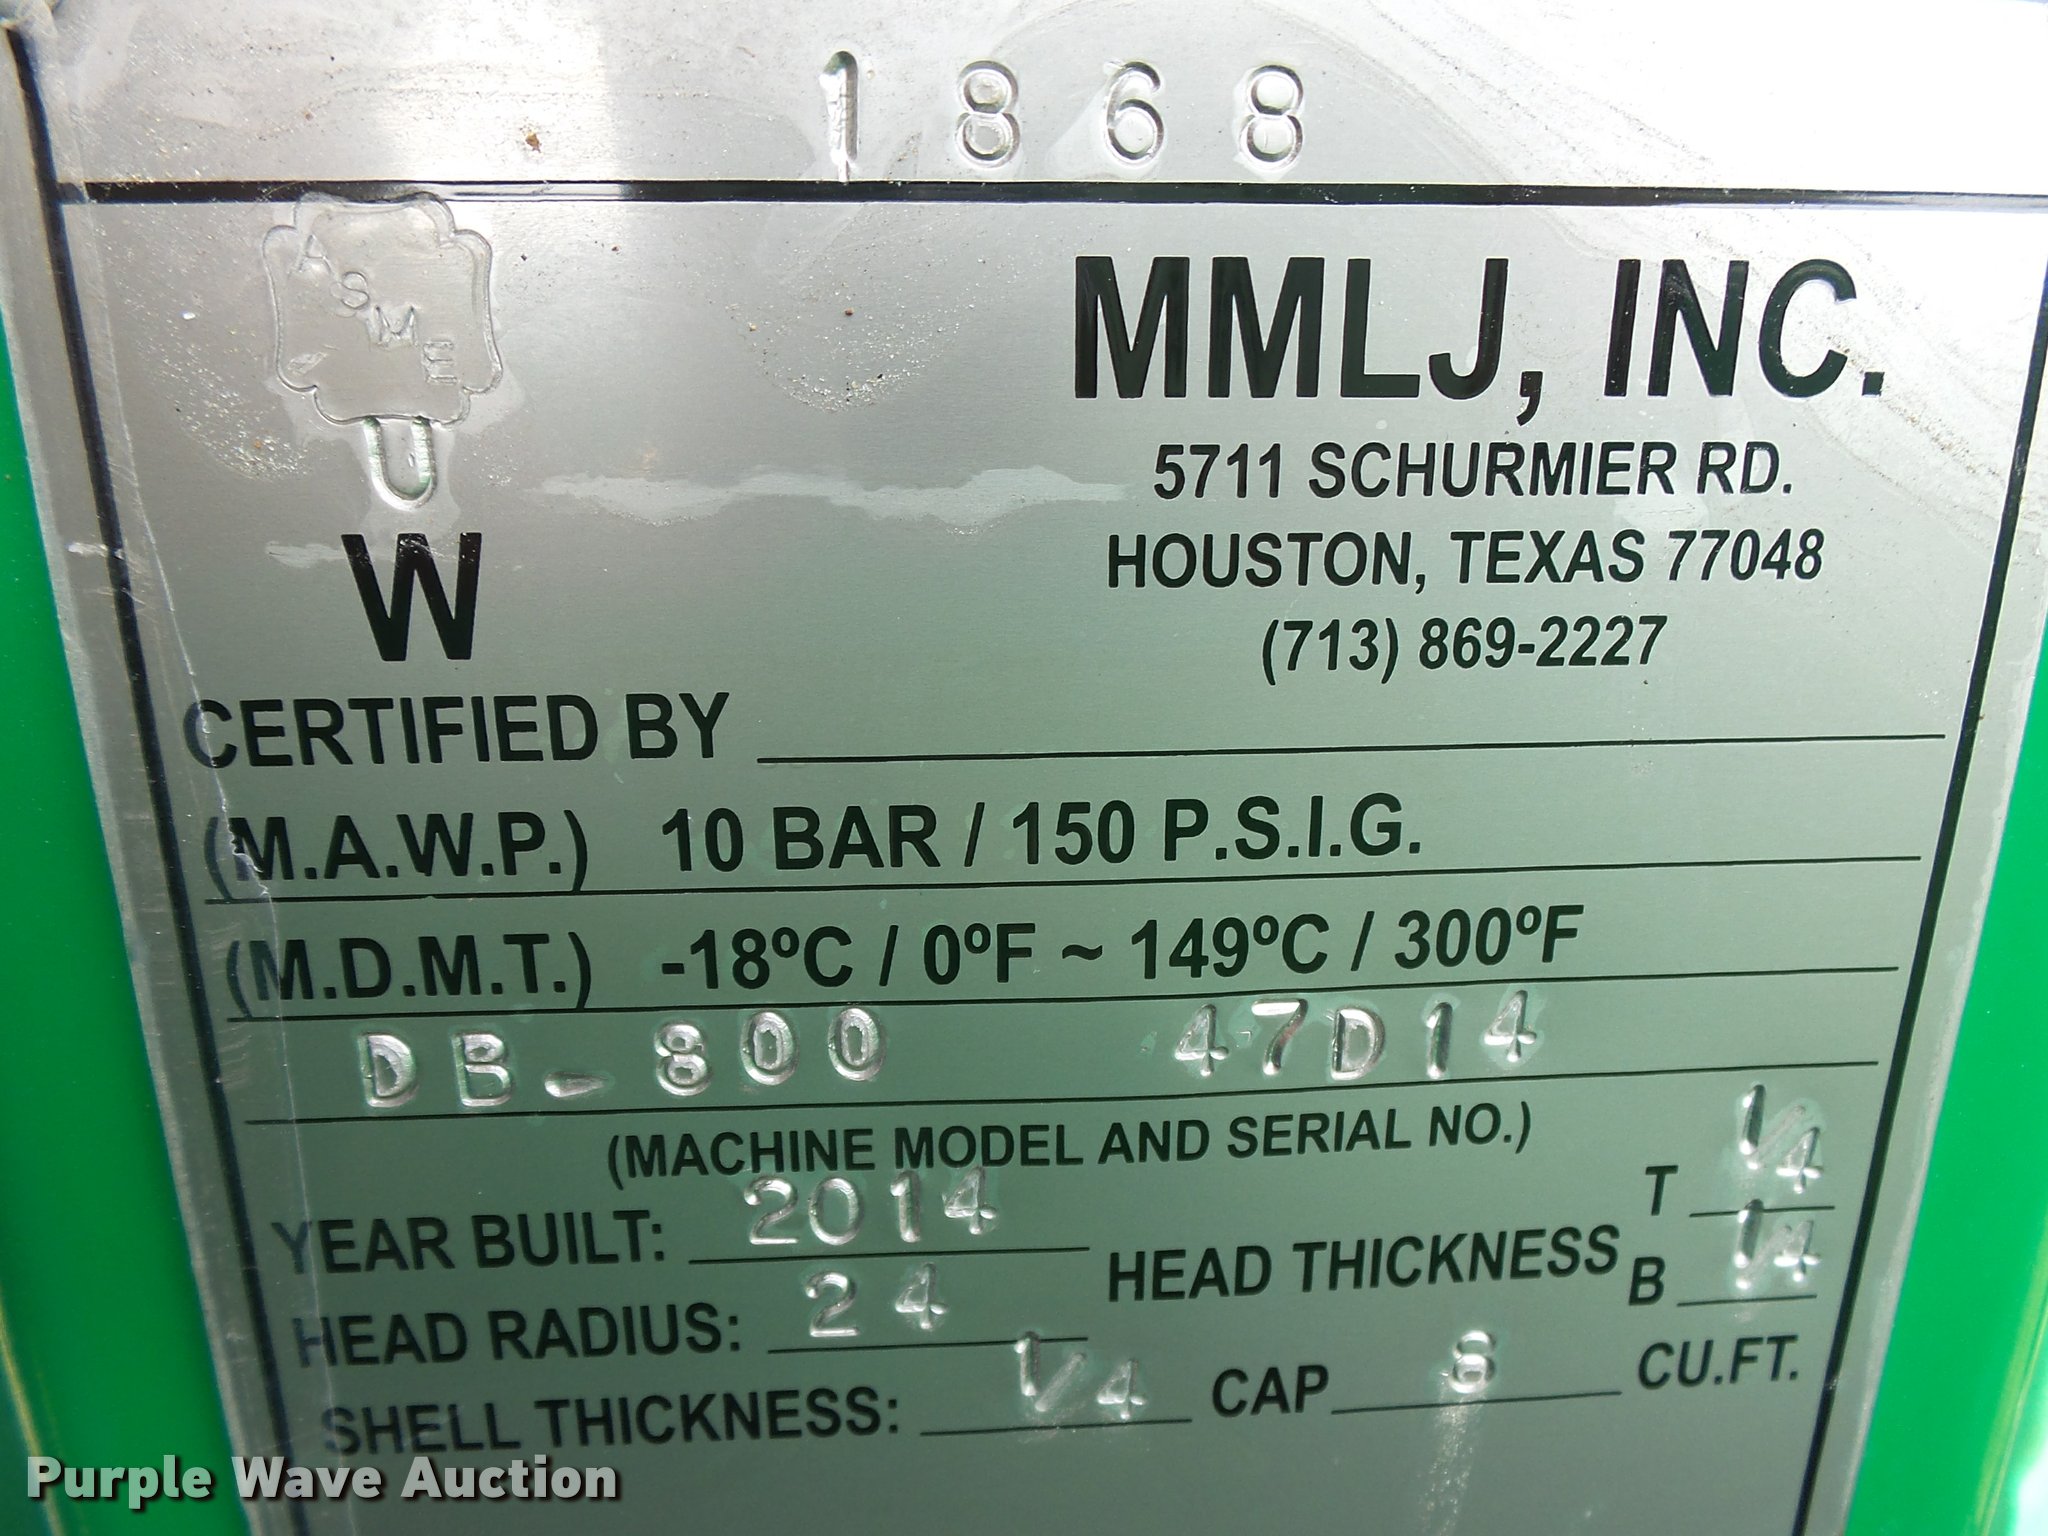 1868
ASME
U
W
MMLJ, INC.
5711 SCHURMIER RD.
HOUSTON, TEXAS 77048
(713) 869-2227
CERTIFIED BY
(M.A.W.P.) 10 BAR / 150 P.S.I.G.
(M.D.M.T.) -18ºC / 0ºF ~ 149ºC / 300ºF
DB-800 47D14
(MACHINE MODEL AND SERIAL NO.)
YEAR BUILT: 2014
HEAD THICKNESS T 1/4
B 1/4
HEAD RADIUS: 24
SHELL THICKNESS: 1/4 CAP 8 CU.FT.
Purple Wave Auction